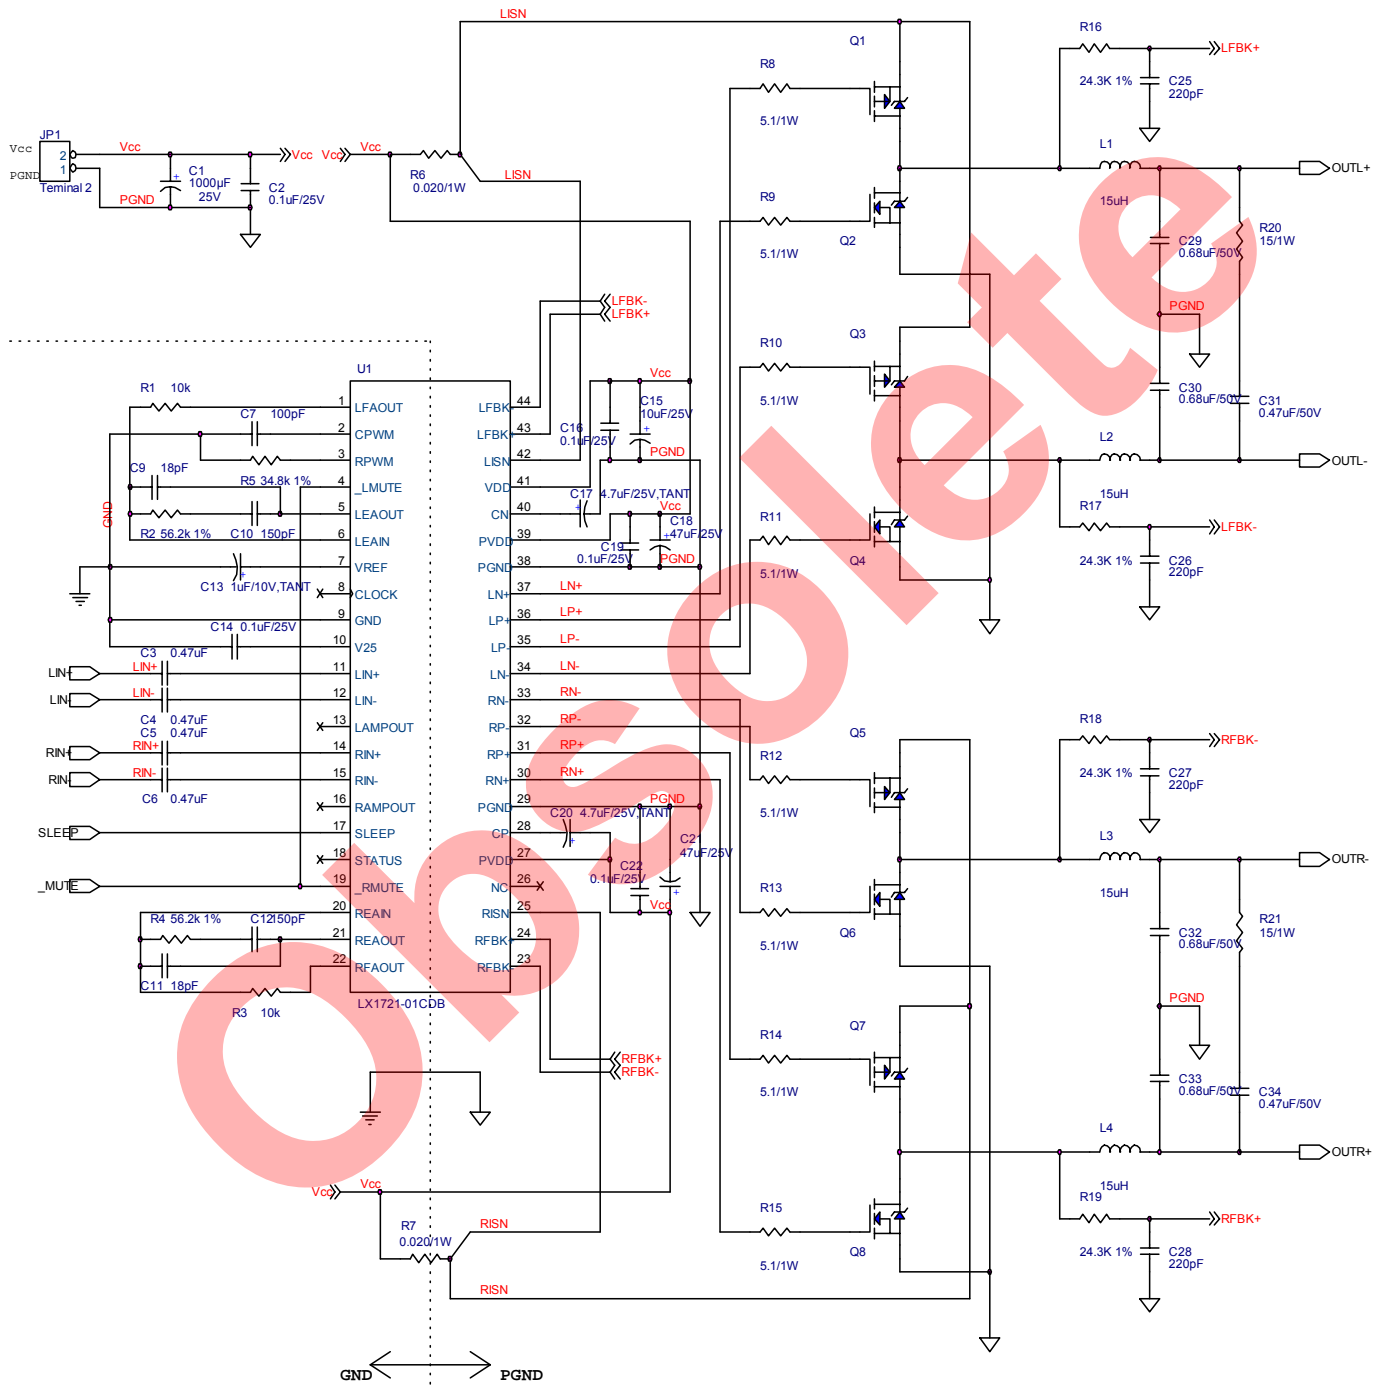 LISN
Q1
R16
LFBK+
24.3K 1%
C25
220pF
R8
5.1/1W
JP1
Vcc
2
PGND
1
Teminal 2
Vcc
C1
1000µF
25V
C2
0.1uF/25V
PGND
Vcc
Vcc
Vcc
R6
0.020/1W
LISN
L1
15uH
OUTL+
R9
5.1/1W
Q2
C29
0.68uF/50V
R20
15/1W
PGND
LFBK-
LFBK+
Q3
R10
5.1/1W
C30
0.68uF/50V
C31
0.47uF/50V
L2
15uH
OUTL-
R17
24.3K 1%
LFBK-
C26
220pF
R11
5.1/1W
Q4
U1
R1 10k
C7 100pF
C9 18pF
R5 34.8k 1%
R2 56.2k 1%
C10 150pF
GND
C13 1uF/10V,TANT
C14 0.1uF/25V
C3 0.47uF
LIN+
LIN+
LIN-
LIN-
C4 0.47uF
C5 0.47uF
RIN+
RIN+
RIN-
RIN-
C6 0.47uF
SLEEP
_MUTE
R4 56.2k 1%
C12 150pF
C11 18pF
R3 10k
1 LFAOUT
2 CPWM
3 RPWM
4 _LMUTE
5 LEAOUT
6 LEAIN
7 VREF
8 CLOCK
9 GND
10 V25
11 LIN+
12 LIN-
13 LAMPOUT
14 RIN+
15 RIN-
16 RAMPOUT
17 SLEEP
18 STATUS
19 _RMUTE
20 REAIN
21 REAOUT
22 RFAOUT
LFBK- 44
LFBK+ 43
LISN 42
VDD 41
CN 40
PVDD 39
PGND 38
LN+ 37
LP+ 36
LP- 35
LN- 34
RN- 33
RP- 32
RP+ 31
RN+ 30
PGND 29
CP 28
PVDD 27
NC 26
RISN 25
RFBK+ 24
RFBK- 23
LX1721-01CDB
Vcc
C15
10uF/25V
C16
0.1uF/25V
PGND
C17 4.7uF/25V,TANT
Vcc
C18
47uF/25V
C19
0.1uF/25V
PGND
LN+
LP+
LP-
LN-
RN-
RP-
RP+
RN+
PGND
C20 4.7uF/25V,TANT
C21
47uF/25V
C22
0.1uF/25V
Vcc
RFBK+
RFBK-
Q5
R12
5.1/1W
R13
5.1/1W
Q6
R18
24.3K 1%
RFBK-
C27
220pF
L3
15uH
OUTR-
C32
0.68uF/50V
R21
15/1W
PGND
Q7
R14
5.1/1W
C33
0.68uF/50V
C34
0.47uF/50V
L4
15uH
OUTR+
R19
24.3K 1%
RFBK+
C28
220pF
R15
5.1/1W
Q8
Vcc
Vcc
R7
0.020/1W
RISN
RISN
GND
PGND
Obsolete